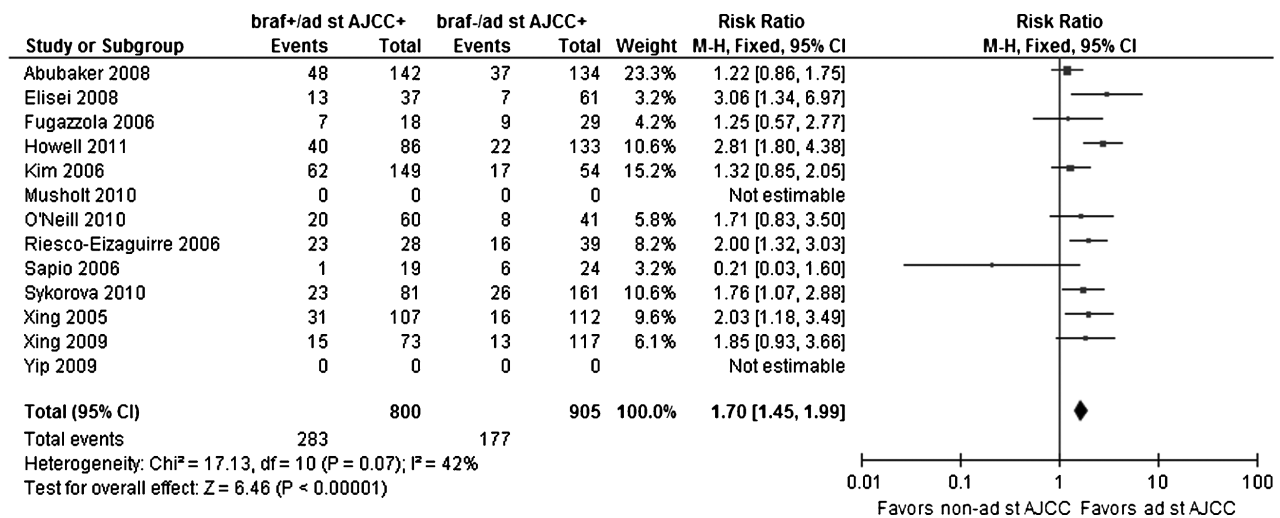 braf+/ad st AJCC+ braf-/ad st AJCC+ Risk Ratio Risk Ratio
Study or Subgroup Events Total Events Total Weight M-H, Fixed, 95% CI M-H, Fixed, 95% CI
Abubaker 2008 48 142 37 134 23.3% 1.22 [0.86, 1.75]
Elisei 2008 13 37 7 61 3.2% 3.06 [1.34, 6.97]
Fugazzola 2006 7 18 9 29 4.2% 1.25 [0.57, 2.77]
Howell 2011 40 86 22 133 10.6% 2.81 [1.80, 4.38]
Kim 2006 62 149 17 54 15.2% 1.32 [0.85, 2.05]
Musholt 2010 0 0 0 0 Not estimable
O'Neill 2010 20 60 8 41 5.8% 1.71 [0.83, 3.50]
Riesco-Eizaguirre 2006 23 28 16 39 8.2% 2.00 [1.32, 3.03]
Sapio 2006 1 19 6 24 3.2% 0.21 [0.03, 1.60]
Sykorova 2010 23 81 26 161 10.6% 1.76 [1.07, 2.88]
Xing 2005 31 107 16 112 9.6% 2.03 [1.18, 3.49]
Xing 2009 15 73 13 117 6.1% 1.85 [0.93, 3.66]
Yip 2009 0 0 0 0 Not estimable
Total (95% CI) 800 905 100.0% 1.70 [1.45, 1.99]
Total events 283 177
Heterogeneity: Chi² = 17.13, df = 10 (P = 0.07); I² = 42%
Test for overall effect: Z = 6.46 (P < 0.00001)
0.01 0.1 1 10 100
Favors non-ad st AJCC Favors ad st AJCC